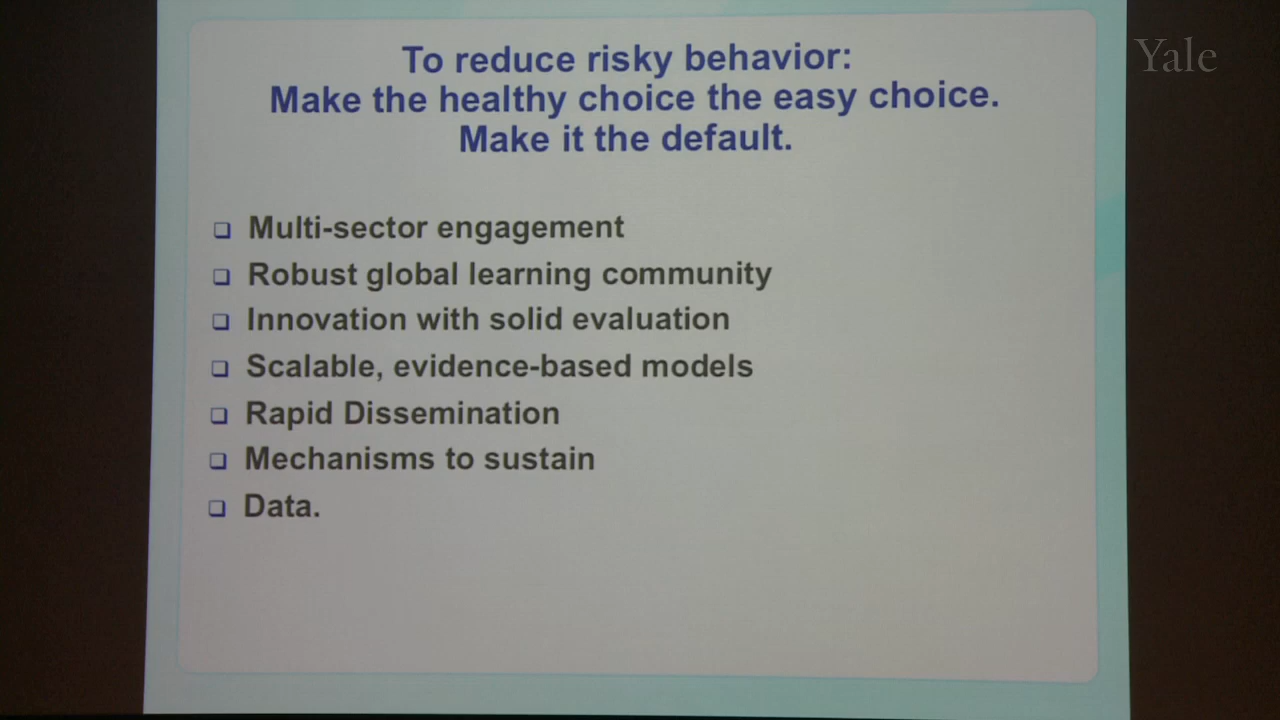 To reduce risky behavior:
Make the healthy choice the easy choice.
Make it the default.
Yale
❑ Multi-sector engagement
❑ Robust global learning community
❑ Innovation with solid evaluation
❑ Scalable, evidence-based models
❑ Rapid Dissemination
❑ Mechanisms to sustain
❑ Data.